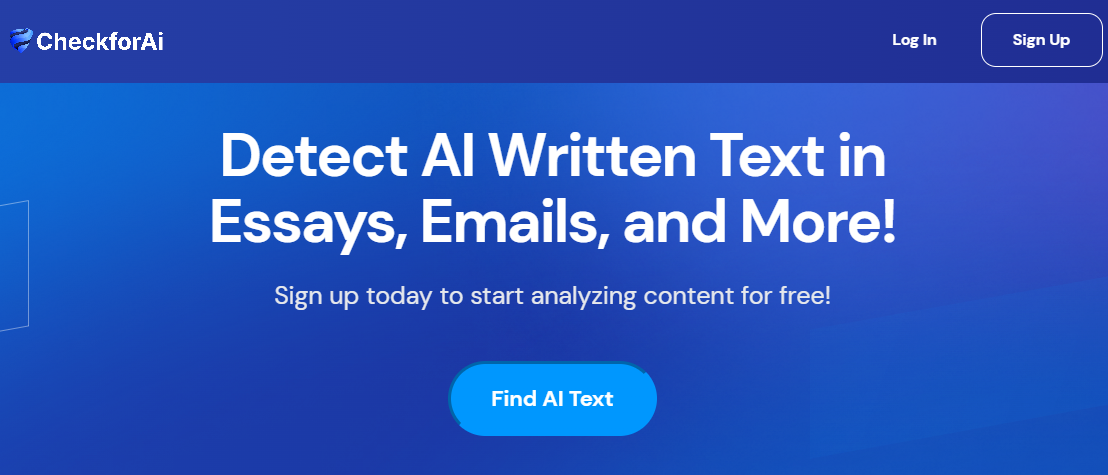 CheckforAi
Log In
Sign Up
Detect AI Written Text in
Essays, Emails, and More!
Sign up today to start analyzing content for free!
Find AI Text